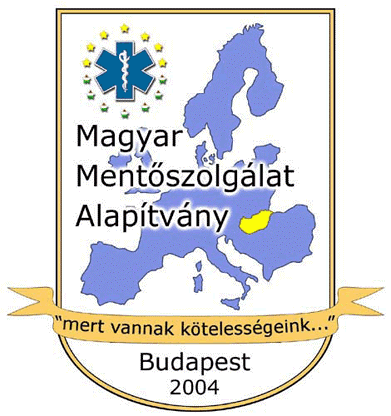 Magyar
Mentőszolgálat
Alapítvány
"mert vannak kötelességeink..."
Budapest
2004